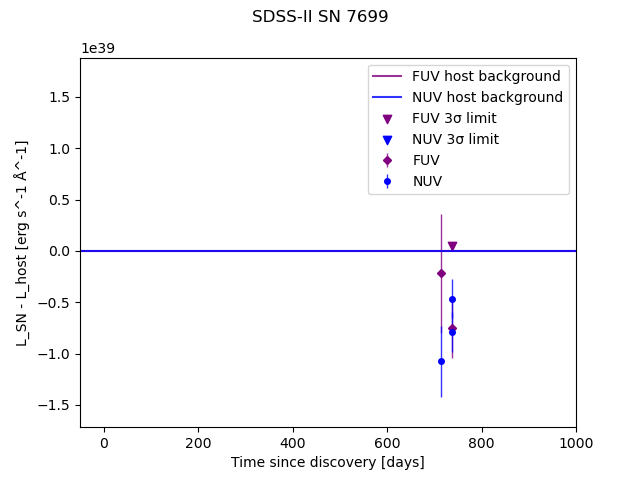 SDSS-II SN 7699
1e39
FUV host background
NUV host background
FUV 3σ limit
NUV 3σ limit
FUV
NUV
1.5
1.0
0.5
0.0
−0.5
−1.0
−1.5
L_SN - L_host [erg s^-1 Å^-1]
0 200 400 600 800 1000
Time since discovery [days]